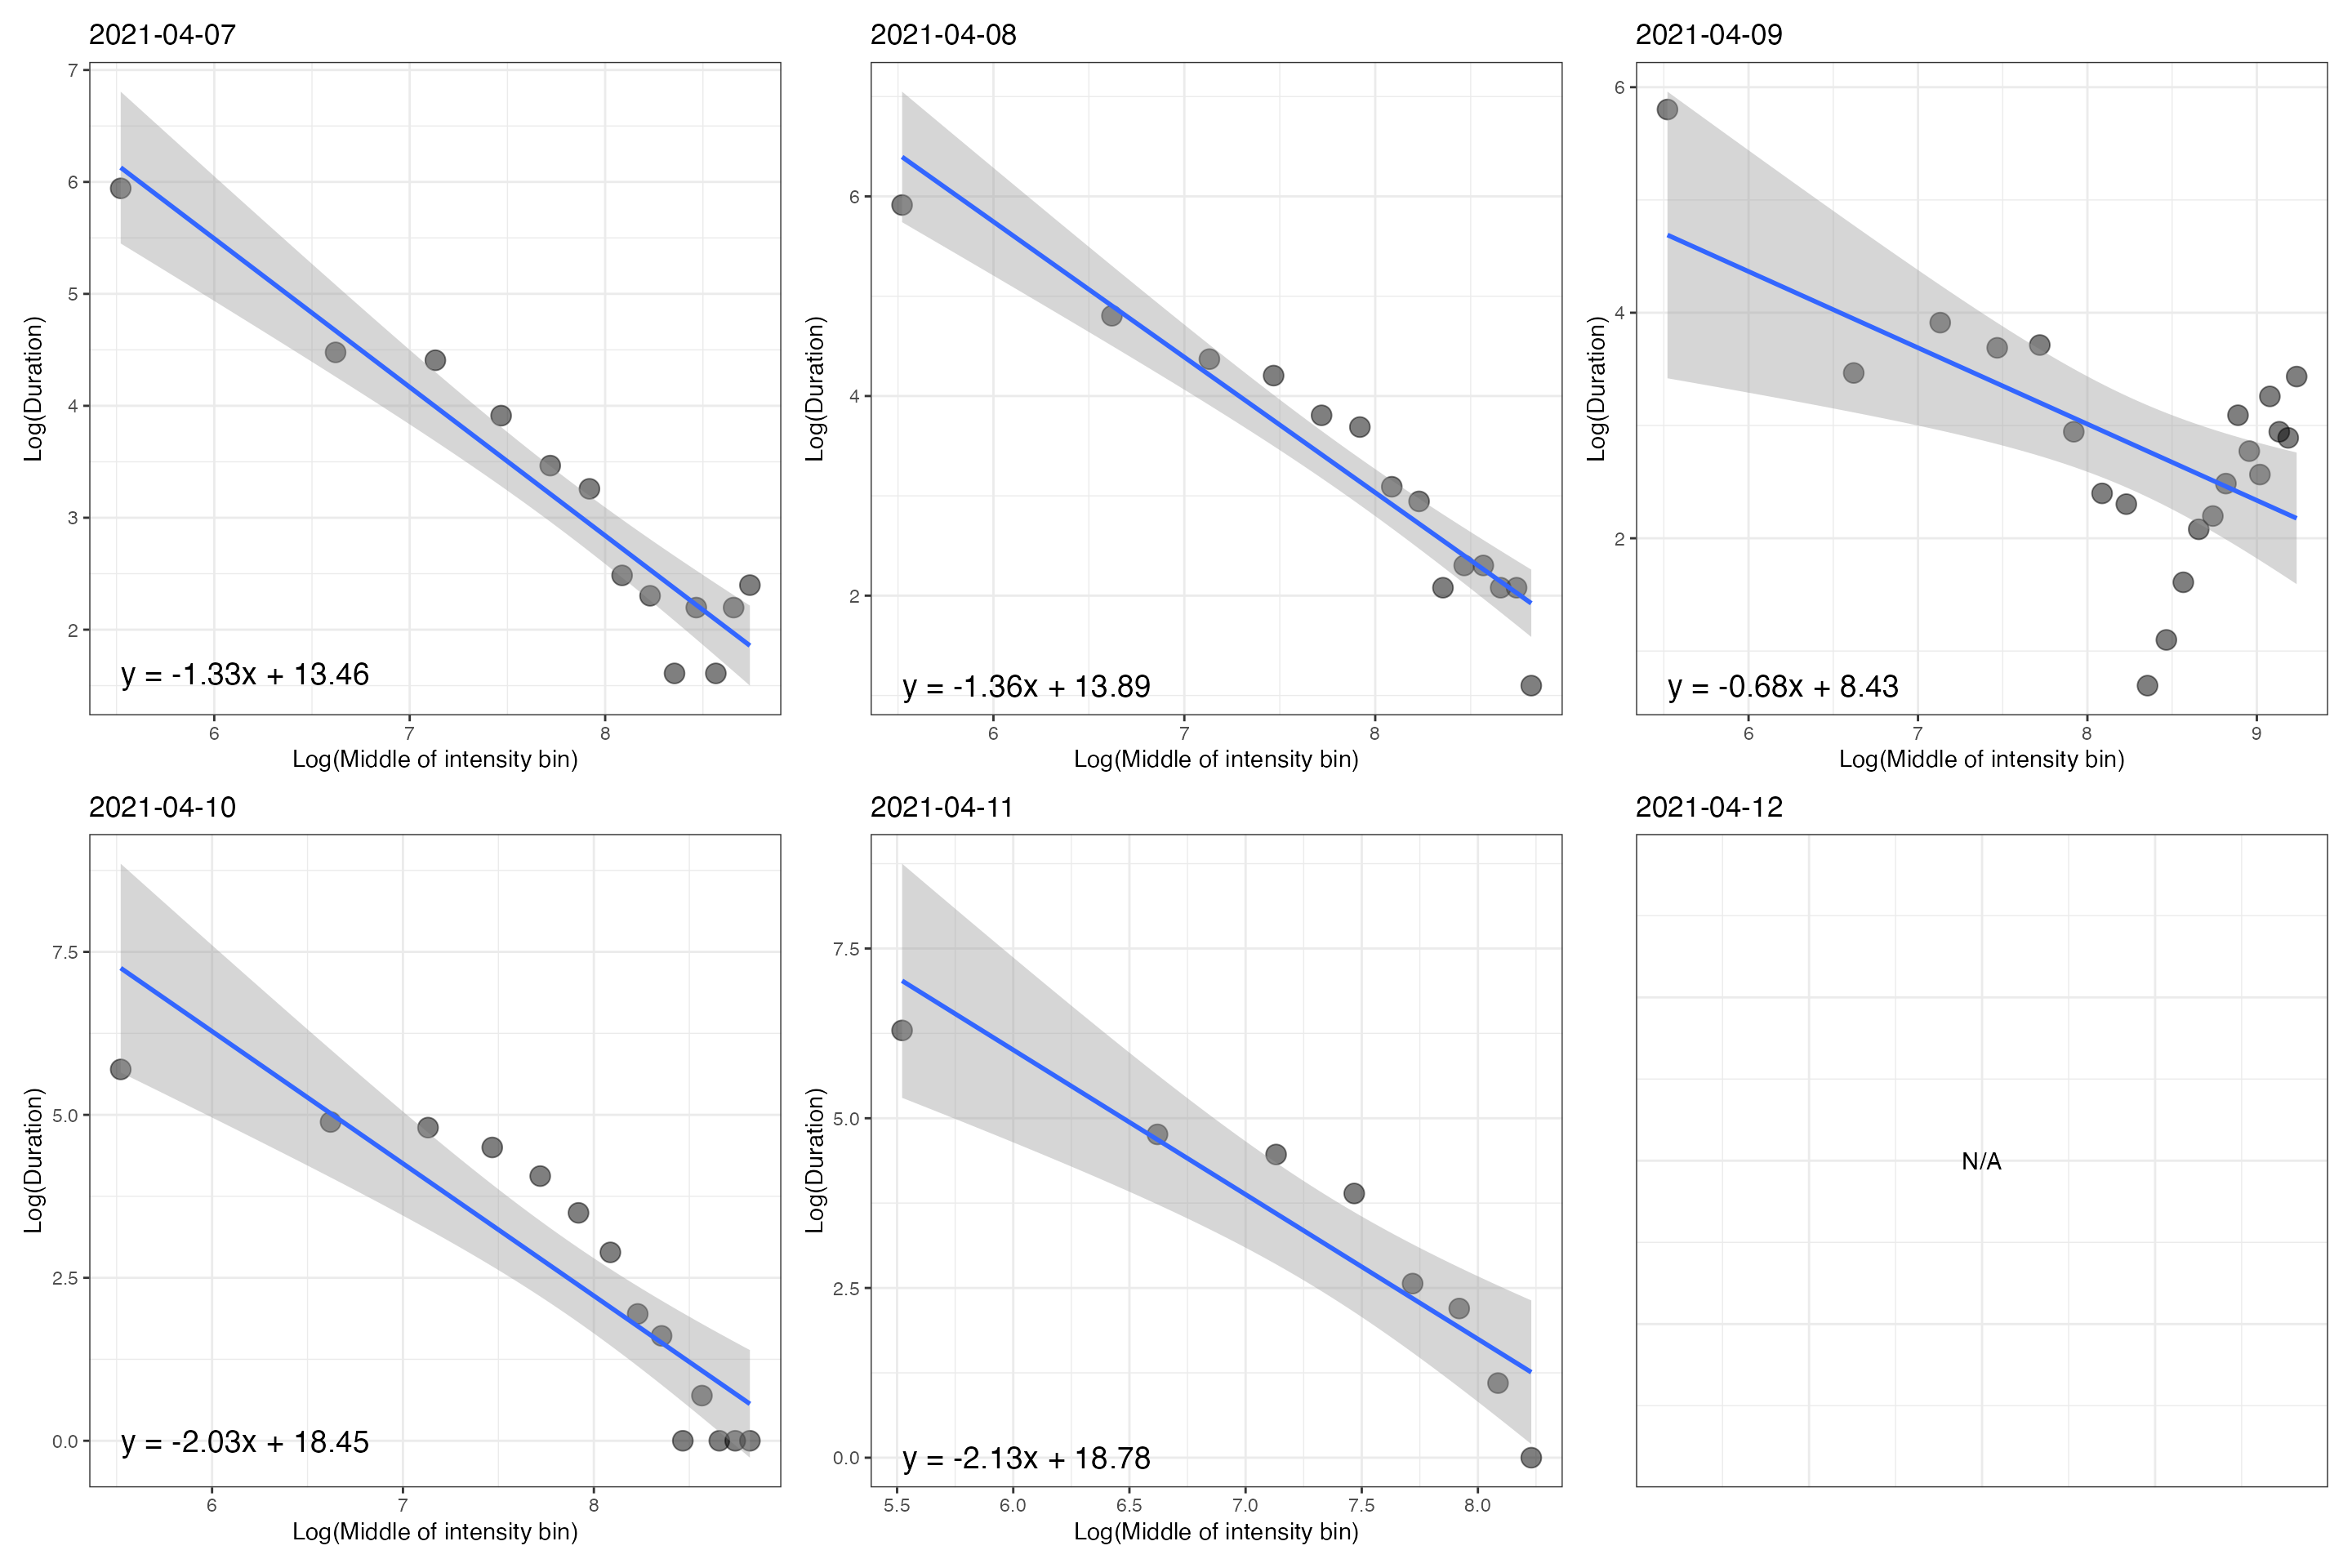 2021-04-07
7
6
5
4
3
2
Log(Duration)
y = -1.33x + 13.46
6 7 8
Log(Middle of intensity bin)
2021-04-08
6
4
2
Log(Duration)
y = -1.36x + 13.89
6 7 8
Log(Middle of intensity bin)
2021-04-09
6
4
2
Log(Duration)
y = -0.68x + 8.43
6 7 8 9
Log(Middle of intensity bin)
2021-04-10
7.5
5.0
2.5
0.0
Log(Duration)
y = -2.03x + 18.45
6 7 8
Log(Middle of intensity bin)
2021-04-11
7.5
5.0
2.5
0.0
Log(Duration)
y = -2.13x + 18.78
5.5 6.0 6.5 7.0 7.5 8.0
Log(Middle of intensity bin)
2021-04-12
N/A